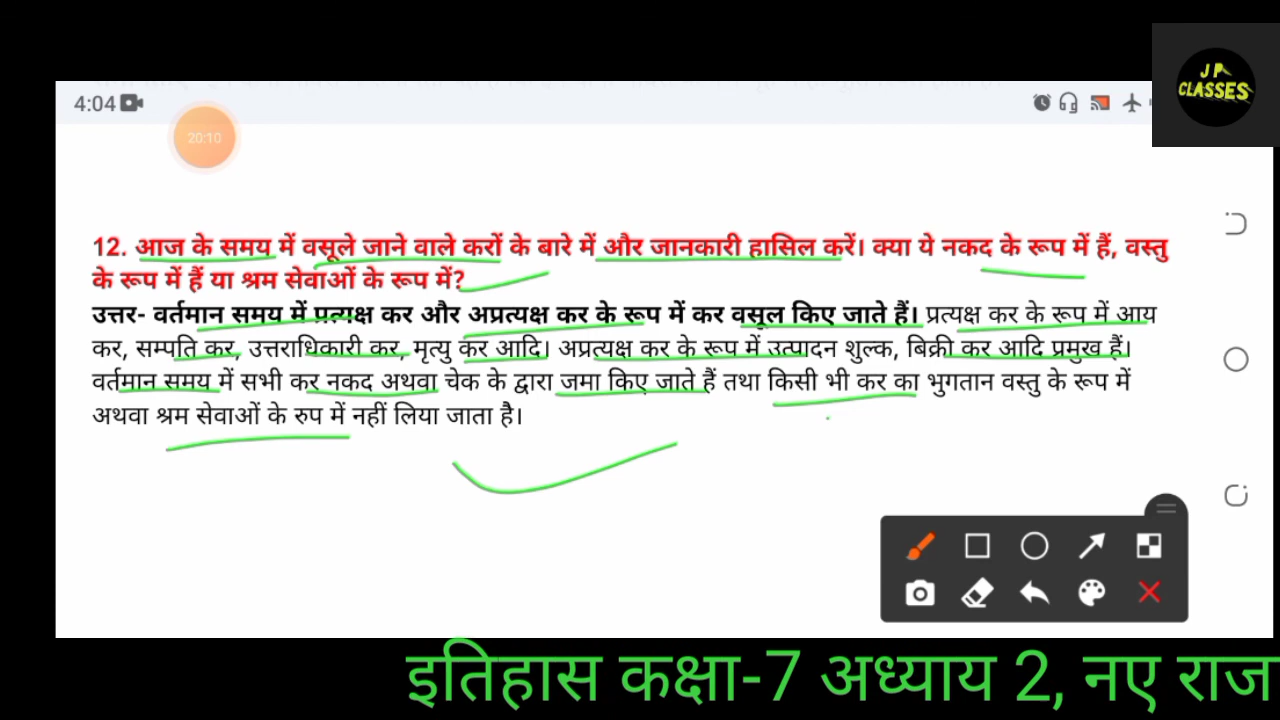 J P
CLASSES
4:04
20:10
12. आज के समय में वसूले जाने वाले करों के बारे में और जानकारी हासिल करें। क्या ये नकद के रूप में हैं, वस्तु
के रूप में हैं या श्रम सेवाओं के रूप में?
उत्तर- वर्तमान समय में प्रत्यक्ष कर और अप्रत्यक्ष कर के रूप में कर वसूल किए जाते हैं। प्रत्यक्ष कर के रूप में आय
कर, सम्पति कर, उत्तराधिकारी कर, मृत्यु कर आदि। अप्रत्यक्ष कर के रूप में उत्पादन शुल्क, बिक्री कर आदि प्रमुख हैं।
वर्तमान समय में सभी कर नकद अथवा चेक के द्वारा जमा किए जाते हैं तथा किसी भी कर का भुगतान वस्तु के रूप में
अथवा श्रम सेवाओं के रुप में नहीं लिया जाता है।
इतिहास कक्षा-7 अध्याय 2, नए राज